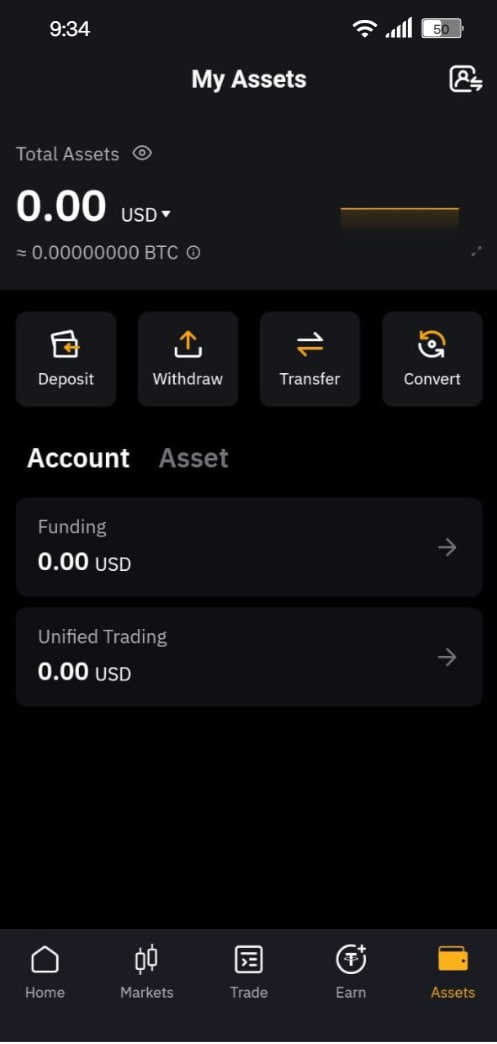 9:34
50
My Assets
Total Assets
0.00 USD
≈ 0.00000000 BTC
Deposit Withdraw Transfer Convert
Account Asset
Funding
0.00 USD
Unified Trading
0.00 USD
Home Markets Trade Earn Assets